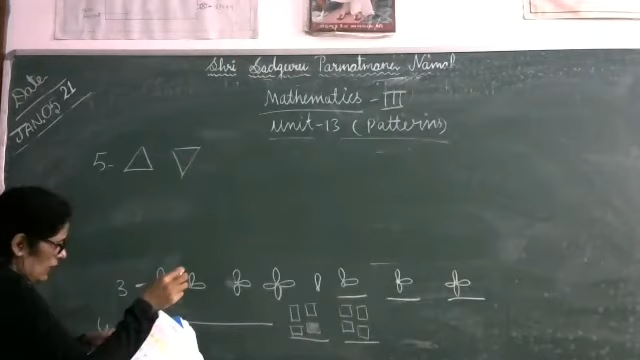 Shri Sadguru Parmatmane Namah
Date
JAN.05 21
Mathematics - III
Unit-13 (Patterns)
5-
3 -